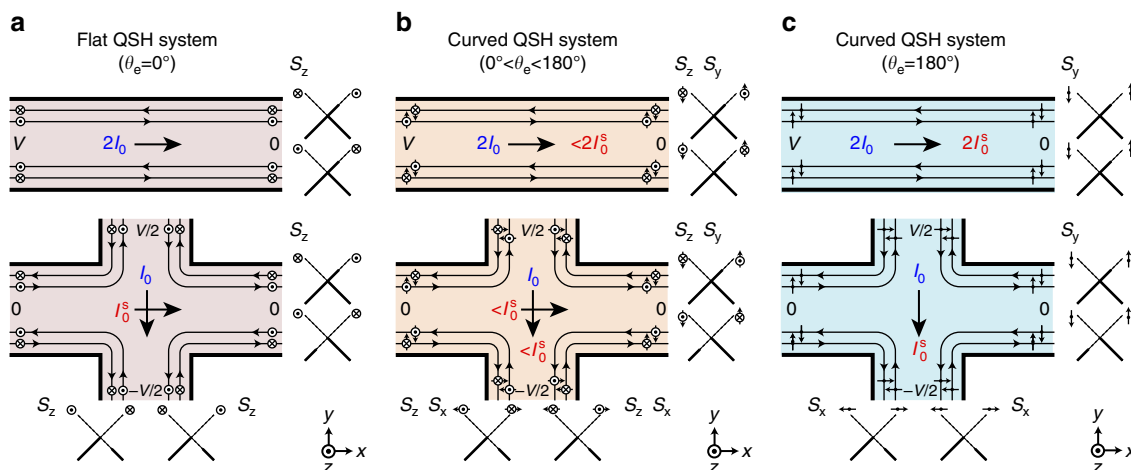 a
Flat QSH system
(θe=0°)
Sz
V
2I0
0
V/2
I0
I0s
0
0
–V/2
Sz
Sz
Sz
y
x
z
b
Curved QSH system
(0°<θe<180°)
Sz Sy
V
2I0
<2I0s
0
V/2
I0
<I0s
<I0s
0
0
–V/2
Sz Sy
Sz Sx
Sz Sx
y
x
z
c
Curved QSH system
(θe=180°)
Sy
V
2I0
2I0s
0
V/2
I0
I0s
0
0
–V/2
Sy
Sx
Sx
y
x
z